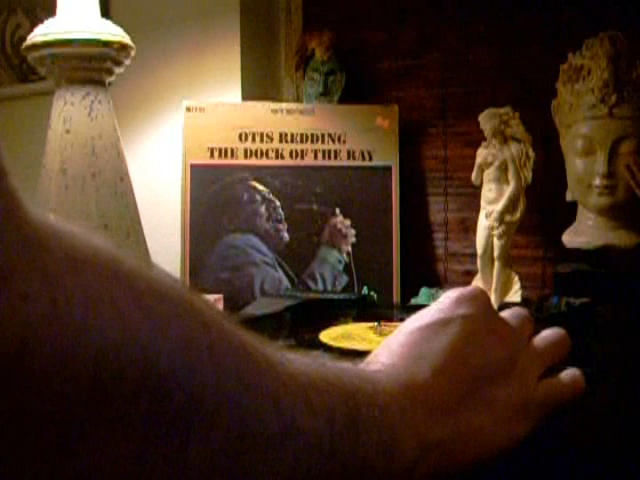 OTIS REDDING
THE DOCK OF THE BAY